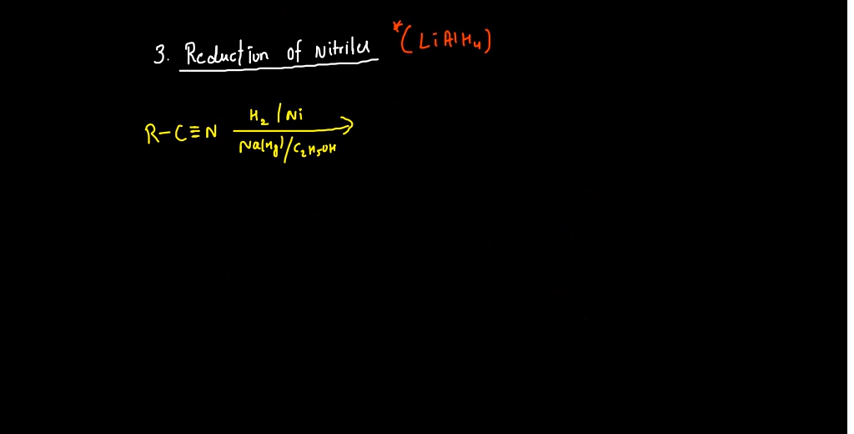 3. Reduction of Nitriles *(LiAlH4)
H2/Ni
R-C≡N
Na(Hg)/C2H5OH